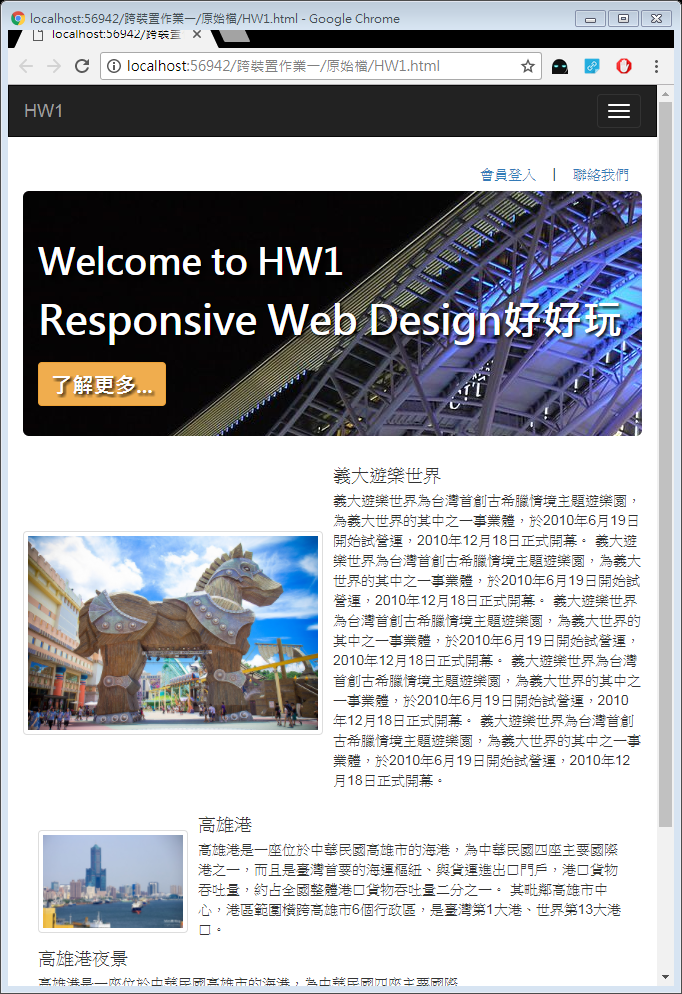 localhost:56942/跨裝置作業一/原始檔/HW1.html - Google Chrome
localhost:56942/跨裝置
localhost:56942/跨裝置作業一/原始檔/HW1.html
HW1
會員登入 | 聯絡我們
Welcome to HW1
Responsive Web Design好好玩
了解更多...
義大遊樂世界
義大遊樂世界為台灣首創古希臘情境主題遊樂園，
為義大世界的其中之一事業體，於2010年6月19日
開始試營運，2010年12月18日正式開幕。 義大遊
樂世界為台灣首創古希臘情境主題遊樂園，為義大
世界的其中之一事業體，於2010年6月19日開始試
營運，2010年12月18日正式開幕。 義大遊樂世界
為台灣首創古希臘情境主題遊樂園，為義大世界的
其中之一事業體，於2010年6月19日開始試營運，
2010年12月18日正式開幕。 義大遊樂世界為台灣
首創古希臘情境主題遊樂園，為義大世界的其中之
一事業體，於2010年6月19日開始試營運，2010
年12月18日正式開幕。 義大遊樂世界為台灣首創
古希臘情境主題遊樂園，為義大世界的其中之一事
業體，於2010年6月19日開始試營運，2010年12
月18日正式開幕。
高雄港
高雄港是一座位於中華民國高雄市的海港，為中華民國四座主要國際
港之一，而且是臺灣首要的海運樞紐、與貨運進出口門戶，港口貨物
吞吐量，約占全國整體港口貨物吞吐量二分之一。 其毗鄰高雄市中
心，港區範圍橫跨高雄市6個行政區，是臺灣第1大港、世界第13大港
口。
高雄港夜景
高雄港是一座位於中華民國高雄市的海港，為中華民國四座主要國際